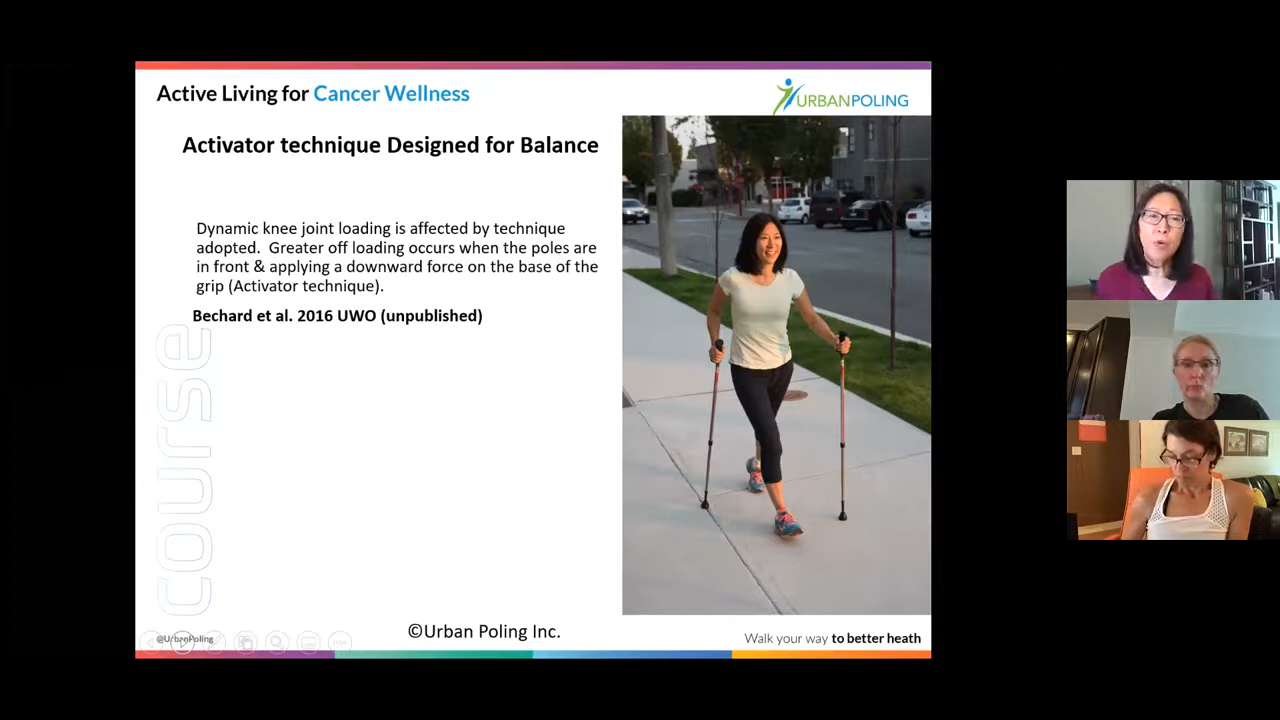 Active Living for Cancer Wellness
URBANPOLING
Activator technique Designed for Balance
Dynamic knee joint loading is affected by technique
adopted. Greater off loading occurs when the poles are
in front & applying a downward force on the base of the
grip (Activator technique).
Bechard et al. 2016 UWO (unpublished)
course
©Urban Poling Inc.
@UrbanPoling
Walk your way to better heath